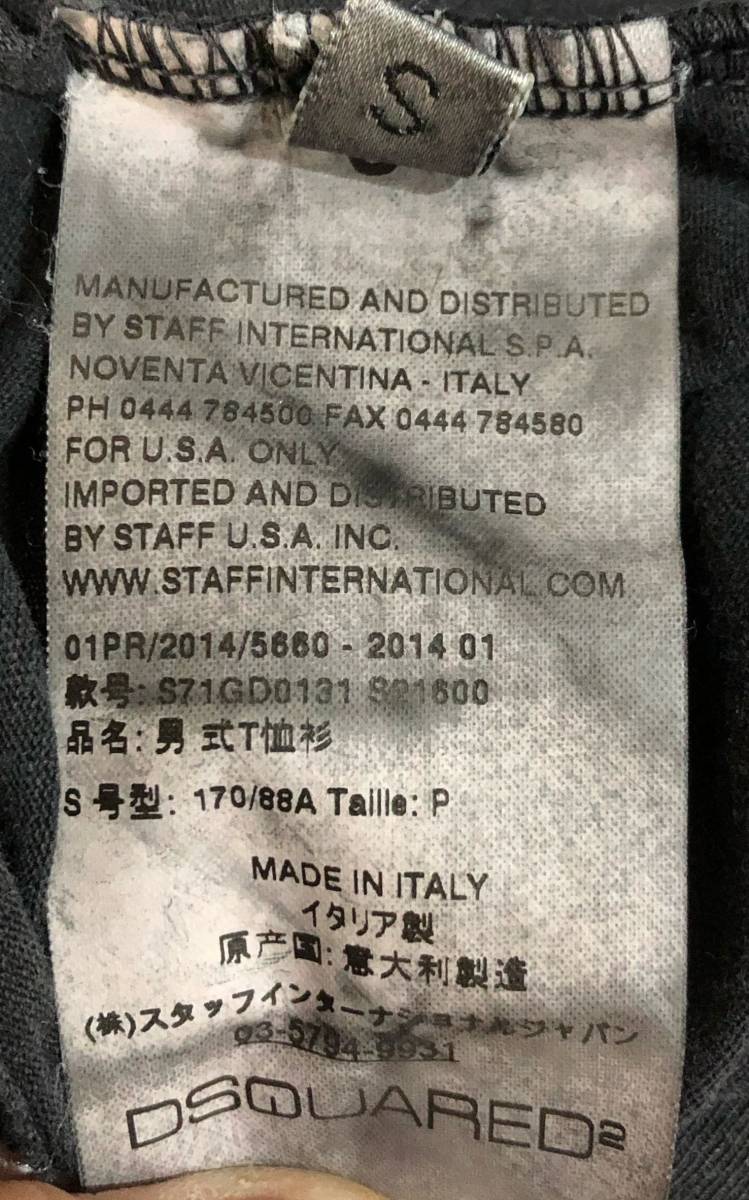 S
MANUFACTURED AND DISTRIBUTED
BY STAFF INTERNATIONAL S.P.A.
NOVENTA VICENTINA - ITALY
PH 0444 784500 FAX 0444 784580
FOR U.S.A. ONLY
IMPORTED AND DISTRIBUTED
BY STAFF U.S.A. INC.
WWW.STAFFINTERNATIONAL.COM
01PR/2014/5660 - 2014 01
款号: S71GD0131 S21600
品名: 男 式T恤衫
S 号型: 170/88A Taille: P
MADE IN ITALY
イタリア製
原产国: 意大利製造
(株)スタッフインターナショナルジャパン
03-5794-9931
DSQUARED2